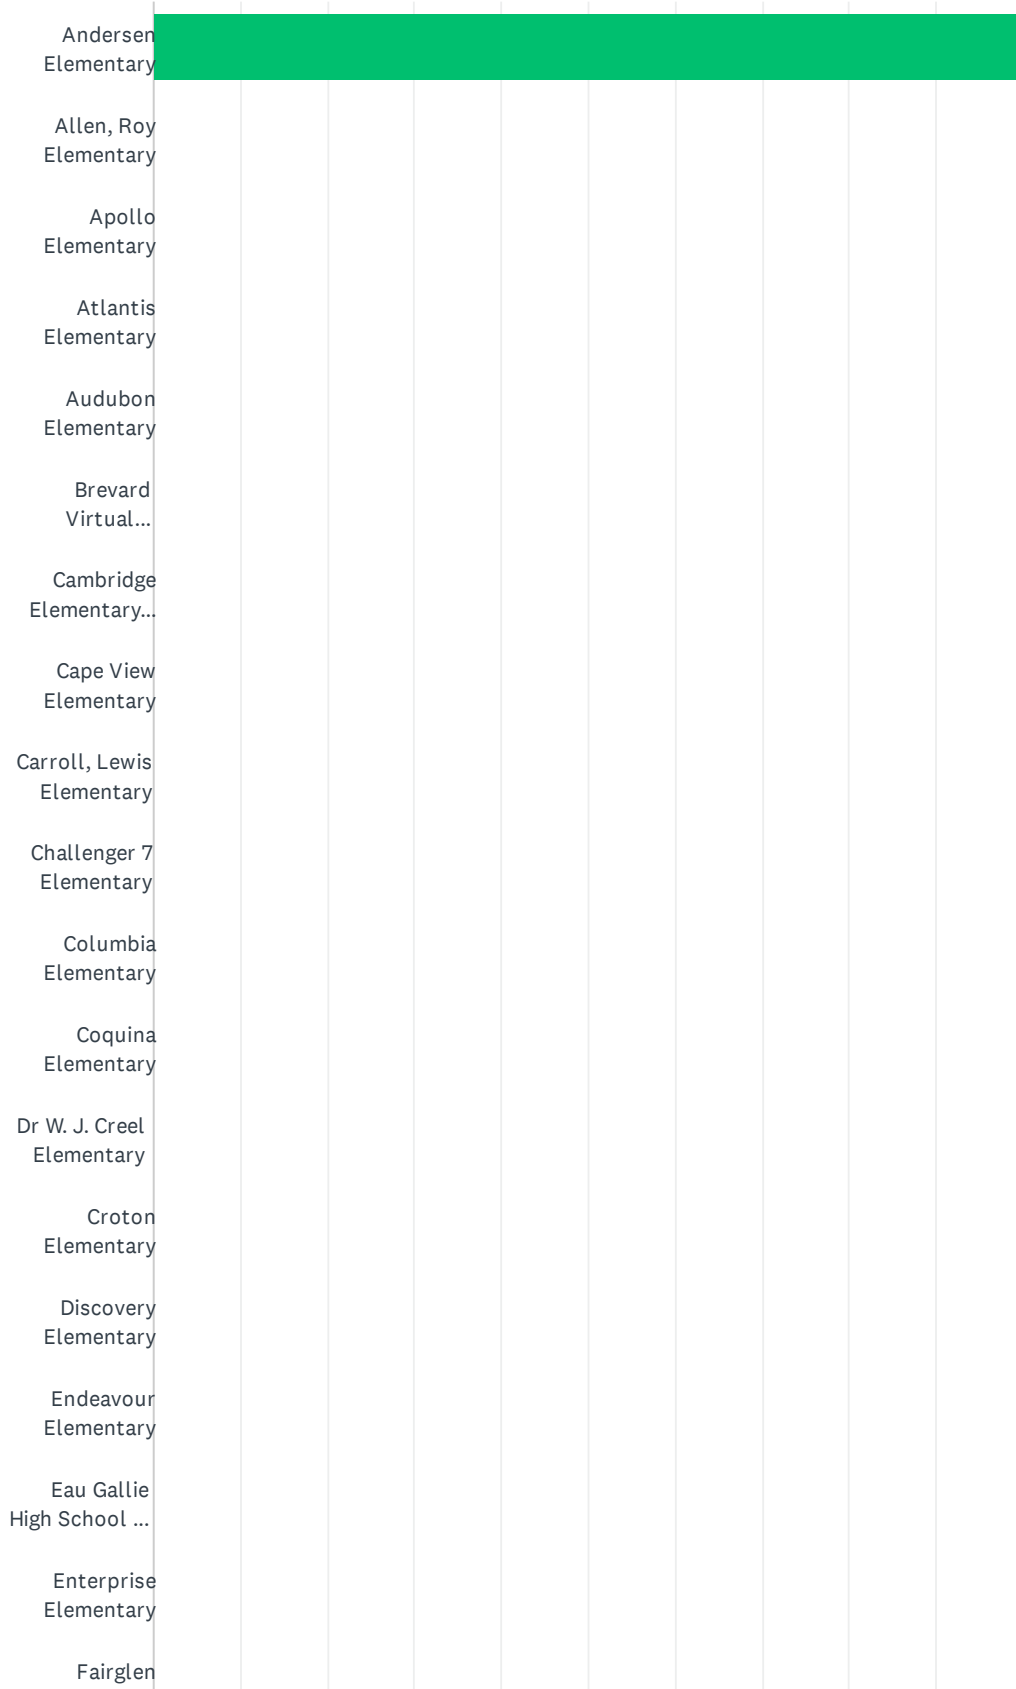 Andersen
Elementary
Allen, Roy
Elementary
Apollo
Elementary
Atlantis
Elementary
Audubon
Elementary
Brevard
Virtual...
Cambridge
Elementary...
Cape View
Elementary
Carroll, Lewis
Elementary
Challenger 7
Elementary
Columbia
Elementary
Coquina
Elementary
Dr W. J. Creel
Elementary
Croton
Elementary
Discovery
Elementary
Endeavour
Elementary
Eau Gallie
High School ...
Enterprise
Elementary
Fairglen